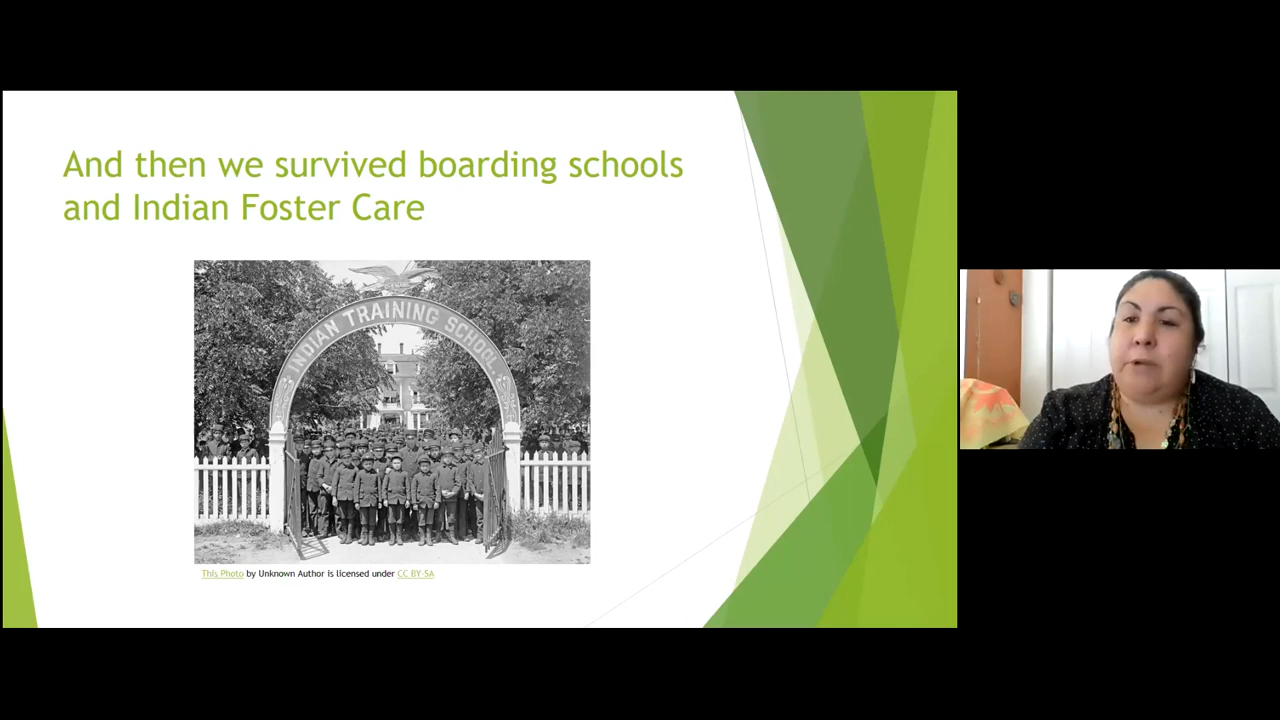 And then we survived boarding schools
and Indian Foster Care
INDIAN TRAINING SCHOOL
This Photo by Unknown Author is licensed under CC BY-SA